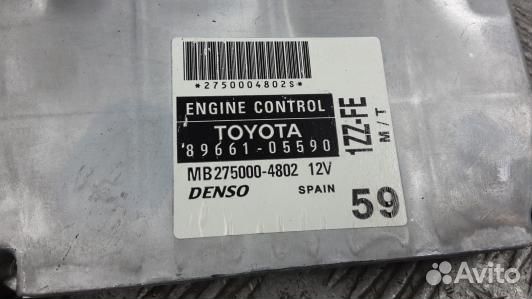 *2750004802S*
ENGINE CONTROL
TOYOTA
89661-05590
MB275000-4802 12V
DENSO SPAIN
1ZZ-FE
M/T
59
Avito